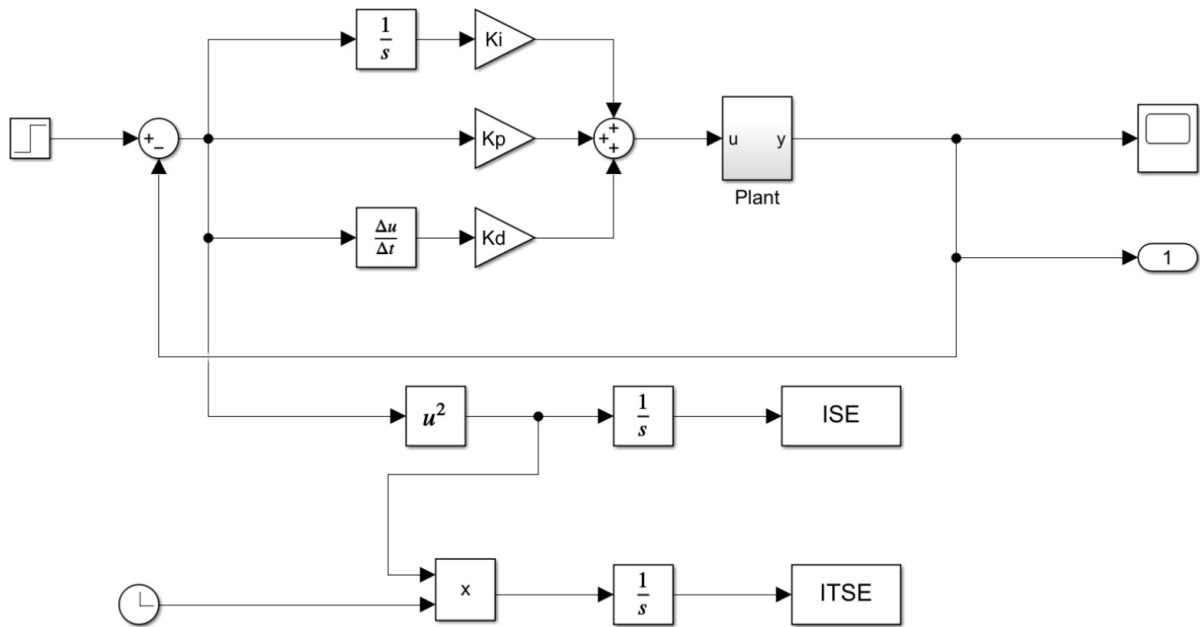 1
s
Ki
+
−
Kp
+
+
+
u
y
Plant
Δu
Δt
Kd
1
u²
1
s
ISE
x
1
s
ITSE